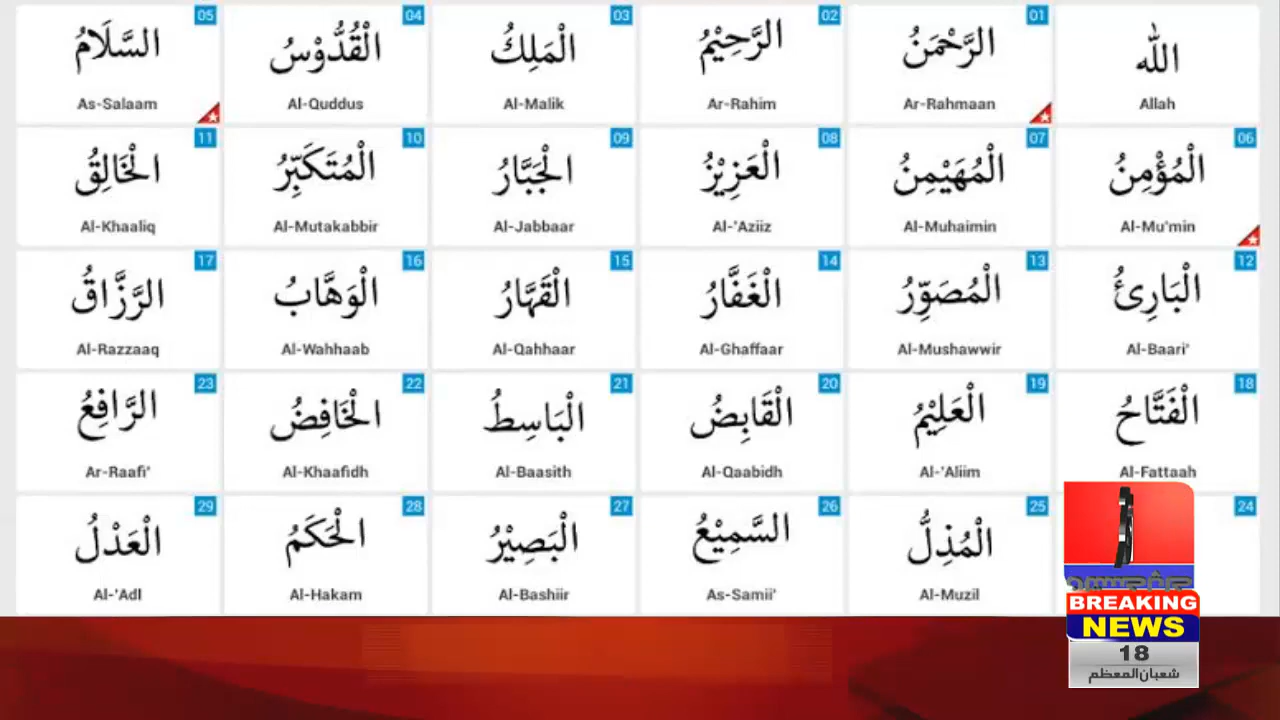 اللّٰه
Allah
01
الرَّحْمَنُ
Ar-Rahmaan
02
الرَّحِيْمُ
Ar-Rahim
03
الْمَلِكُ
Al-Malik
04
الْقُدُّوْسُ
Al-Quddus
05
السَّلَامُ
As-Salaam
06
الْمُؤْمِنُ
Al-Mu'min
07
الْمُهَيْمِنُ
Al-Muhaimin
08
الْعَزِيْزُ
Al-'Aziiz
09
الْجَبَّارُ
Al-Jabbaar
10
الْمُتَكَبِّرُ
Al-Mutakabbir
11
الْخَالِقُ
Al-Khaaliq
12
الْبَارِئُ
Al-Baari'
13
الْمُصَوِّرُ
Al-Mushawwir
14
الْغَفَّارُ
Al-Ghaffaar
15
الْقَهَّارُ
Al-Qahhaar
16
الْوَهَّابُ
Al-Wahhaab
17
الرَّزَّاقُ
Al-Razzaaq
18
الْفَتَّاحُ
Al-Fattaah
19
الْعَلِيْمُ
Al-'Aliim
20
الْقَابِضُ
Al-Qaabidh
21
الْبَاسِطُ
Al-Baasith
22
الْخَافِضُ
Al-Khaafidh
23
الرَّافِعُ
Ar-Raafi'
24
25
الْمُذِلُّ
Al-Muzil
26
السَّمِيْعُ
As-Samii'
27
الْبَصِيْرُ
Al-Bashiir
28
الْحَكَمُ
Al-Hakam
29
الْعَدْلُ
Al-'Adl
BREAKING
NEWS
18
شعبان المعظم